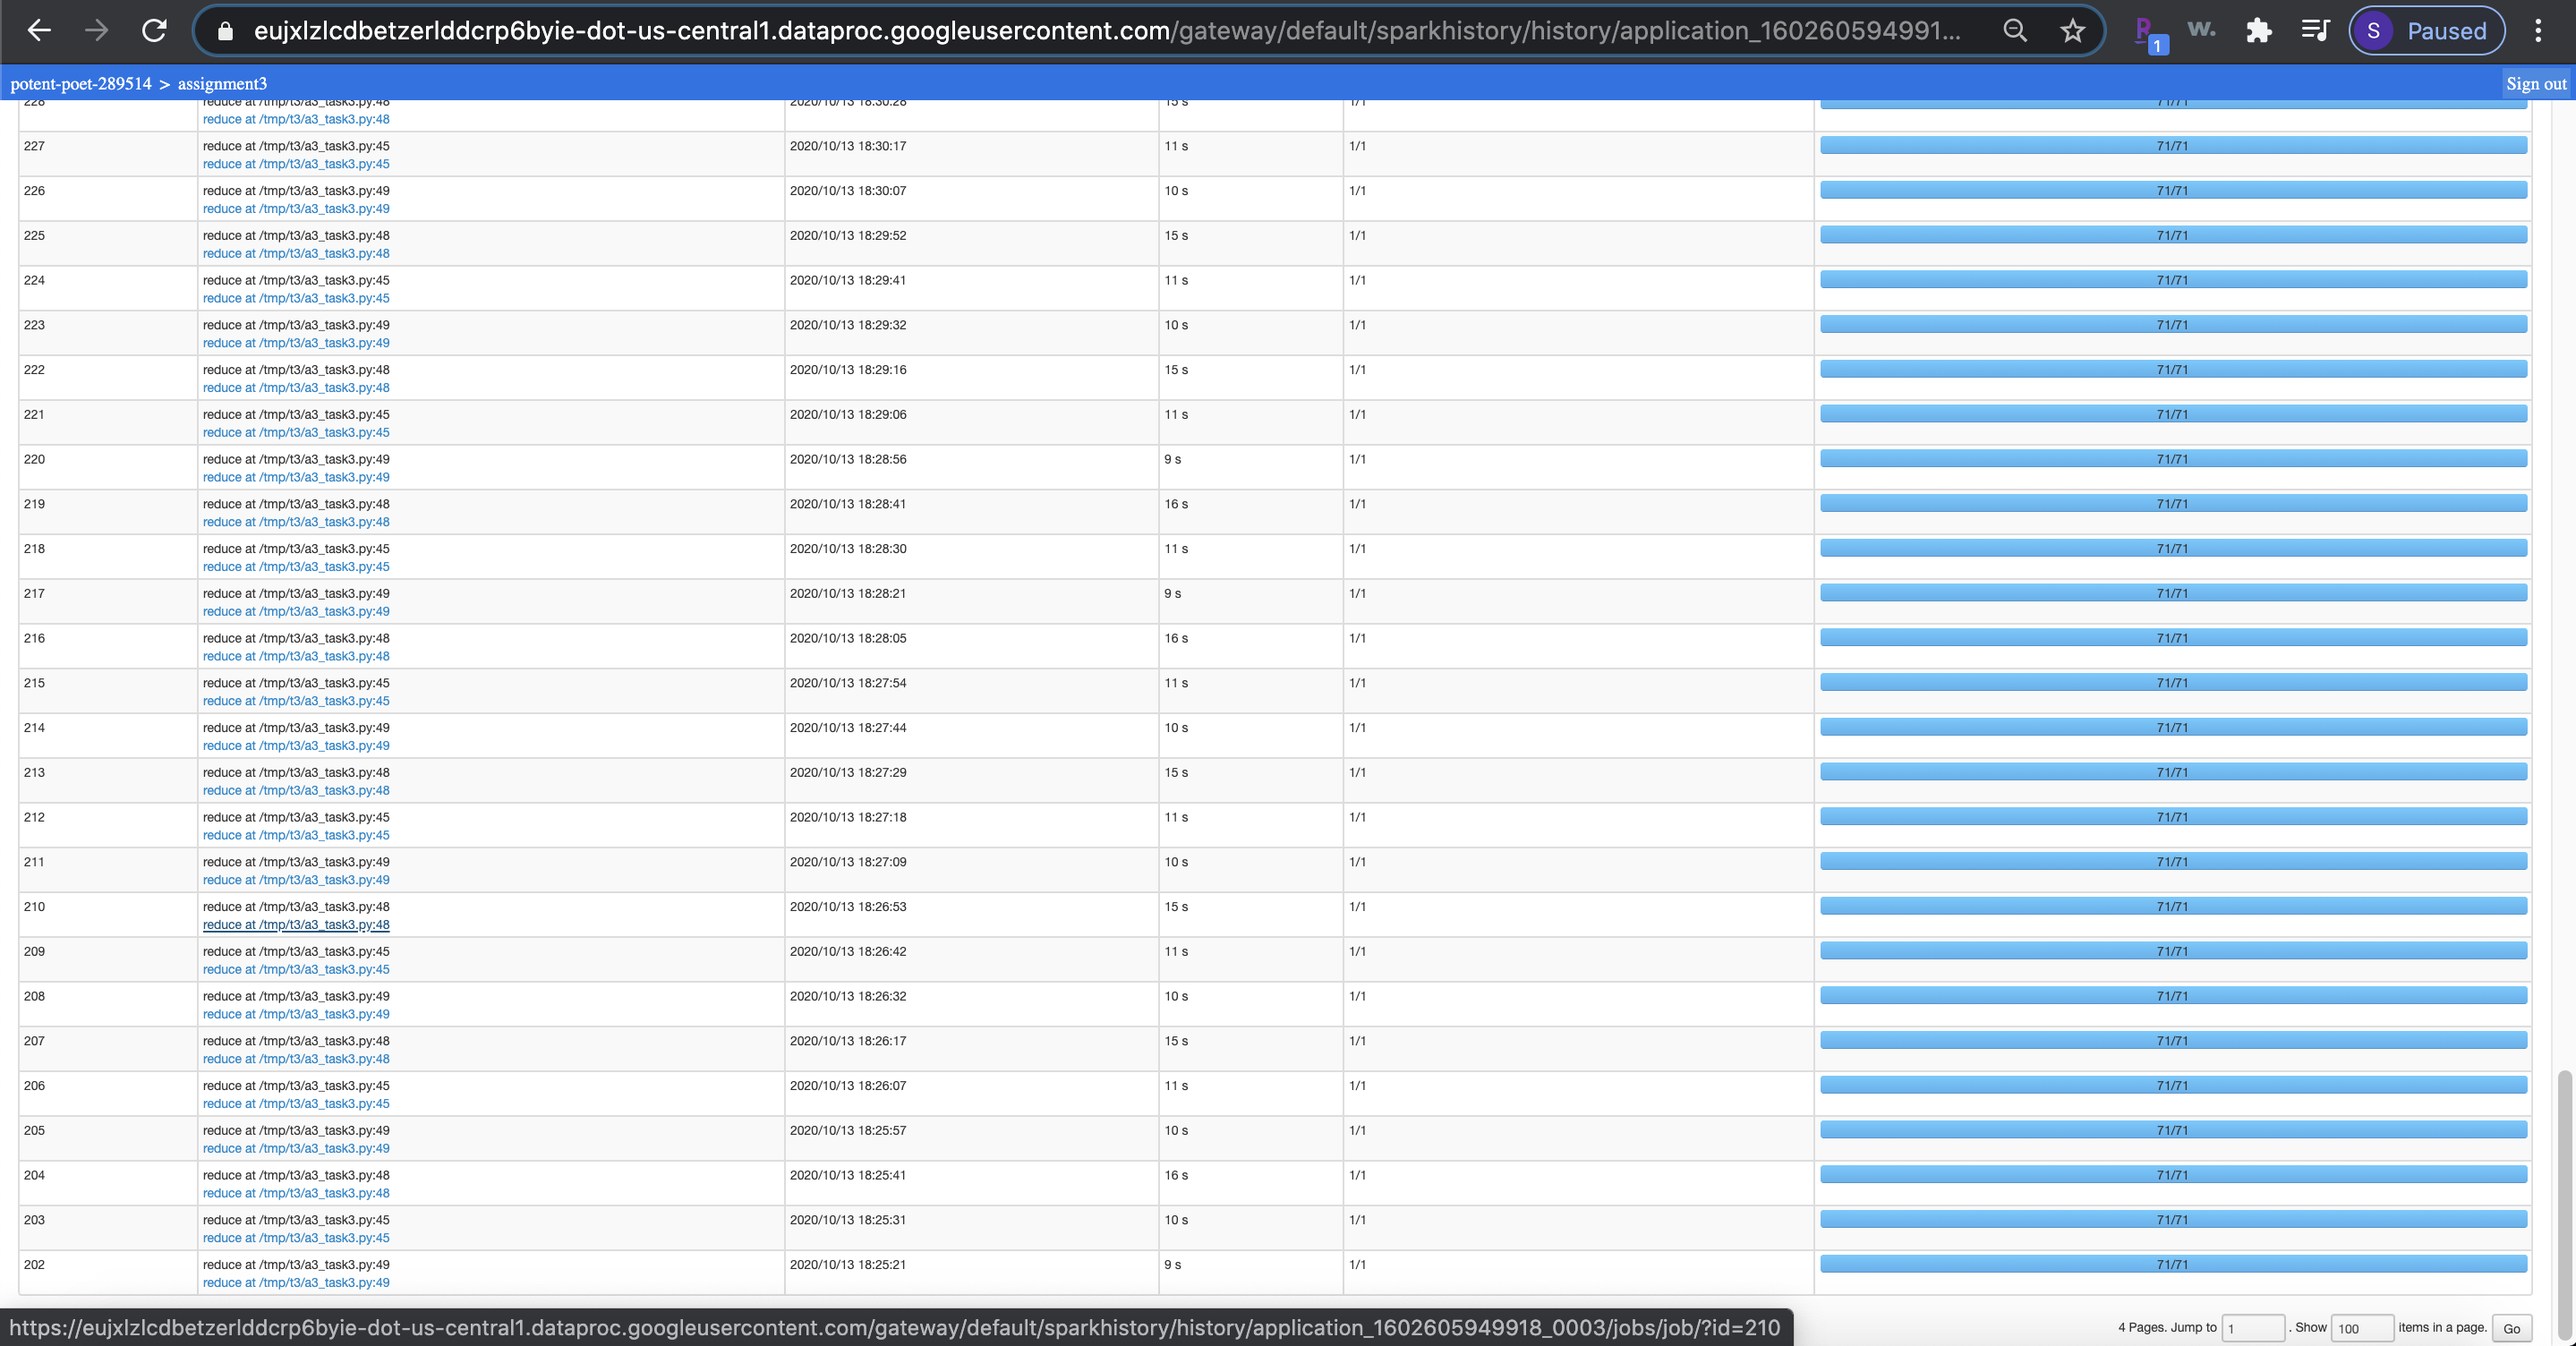 eujxlzlcdbetzerlddcrp6byie-dot-us-central1.dataproc.googleusercontent.com/gateway/default/sparkhistory/history/application_160260594991... R 1 w. S Paused
potent-poet-289514 > assignment3 Sign out
228 reduce at /tmp/t3/a3_task3.py:48 2020/10/13 18:30:28 15 s 1/1 71/71
reduce at /tmp/t3/a3_task3.py:48
227 reduce at /tmp/t3/a3_task3.py:45 2020/10/13 18:30:17 11 s 1/1 71/71
reduce at /tmp/t3/a3_task3.py:45
226 reduce at /tmp/t3/a3_task3.py:49 2020/10/13 18:30:07 10 s 1/1 71/71
reduce at /tmp/t3/a3_task3.py:49
225 reduce at /tmp/t3/a3_task3.py:48 2020/10/13 18:29:52 15 s 1/1 71/71
reduce at /tmp/t3/a3_task3.py:48
224 reduce at /tmp/t3/a3_task3.py:45 2020/10/13 18:29:41 11 s 1/1 71/71
reduce at /tmp/t3/a3_task3.py:45
223 reduce at /tmp/t3/a3_task3.py:49 2020/10/13 18:29:32 10 s 1/1 71/71
reduce at /tmp/t3/a3_task3.py:49
222 reduce at /tmp/t3/a3_task3.py:48 2020/10/13 18:29:16 15 s 1/1 71/71
reduce at /tmp/t3/a3_task3.py:48
221 reduce at /tmp/t3/a3_task3.py:45 2020/10/13 18:29:06 11 s 1/1 71/71
reduce at /tmp/t3/a3_task3.py:45
220 reduce at /tmp/t3/a3_task3.py:49 2020/10/13 18:28:56 9 s 1/1 71/71
reduce at /tmp/t3/a3_task3.py:49
219 reduce at /tmp/t3/a3_task3.py:48 2020/10/13 18:28:41 16 s 1/1 71/71
reduce at /tmp/t3/a3_task3.py:48
218 reduce at /tmp/t3/a3_task3.py:45 2020/10/13 18:28:30 11 s 1/1 71/71
reduce at /tmp/t3/a3_task3.py:45
217 reduce at /tmp/t3/a3_task3.py:49 2020/10/13 18:28:21 9 s 1/1 71/71
reduce at /tmp/t3/a3_task3.py:49
216 reduce at /tmp/t3/a3_task3.py:48 2020/10/13 18:28:05 16 s 1/1 71/71
reduce at /tmp/t3/a3_task3.py:48
215 reduce at /tmp/t3/a3_task3.py:45 2020/10/13 18:27:54 11 s 1/1 71/71
reduce at /tmp/t3/a3_task3.py:45
214 reduce at /tmp/t3/a3_task3.py:49 2020/10/13 18:27:44 10 s 1/1 71/71
reduce at /tmp/t3/a3_task3.py:49
213 reduce at /tmp/t3/a3_task3.py:48 2020/10/13 18:27:29 15 s 1/1 71/71
reduce at /tmp/t3/a3_task3.py:48
212 reduce at /tmp/t3/a3_task3.py:45 2020/10/13 18:27:18 11 s 1/1 71/71
reduce at /tmp/t3/a3_task3.py:45
211 reduce at /tmp/t3/a3_task3.py:49 2020/10/13 18:27:09 10 s 1/1 71/71
reduce at /tmp/t3/a3_task3.py:49
210 reduce at /tmp/t3/a3_task3.py:48 2020/10/13 18:26:53 15 s 1/1 71/71
reduce at /tmp/t3/a3_task3.py:48
209 reduce at /tmp/t3/a3_task3.py:45 2020/10/13 18:26:42 11 s 1/1 71/71
reduce at /tmp/t3/a3_task3.py:45
208 reduce at /tmp/t3/a3_task3.py:49 2020/10/13 18:26:32 10 s 1/1 71/71
reduce at /tmp/t3/a3_task3.py:49
207 reduce at /tmp/t3/a3_task3.py:48 2020/10/13 18:26:17 15 s 1/1 71/71
reduce at /tmp/t3/a3_task3.py:48
206 reduce at /tmp/t3/a3_task3.py:45 2020/10/13 18:26:07 11 s 1/1 71/71
reduce at /tmp/t3/a3_task3.py:45
205 reduce at /tmp/t3/a3_task3.py:49 2020/10/13 18:25:57 10 s 1/1 71/71
reduce at /tmp/t3/a3_task3.py:49
204 reduce at /tmp/t3/a3_task3.py:48 2020/10/13 18:25:41 16 s 1/1 71/71
reduce at /tmp/t3/a3_task3.py:48
203 reduce at /tmp/t3/a3_task3.py:45 2020/10/13 18:25:31 10 s 1/1 71/71
reduce at /tmp/t3/a3_task3.py:45
202 reduce at /tmp/t3/a3_task3.py:49 2020/10/13 18:25:21 9 s 1/1 71/71
reduce at /tmp/t3/a3_task3.py:49
https://eujxlzlcdbetzerlddcrp6byie-dot-us-central1.dataproc.googleusercontent.com/gateway/default/sparkhistory/history/application_1602605949918_0003/jobs/job/?id=210 4 Pages. Jump to 1 . Show 100 items in a page. Go